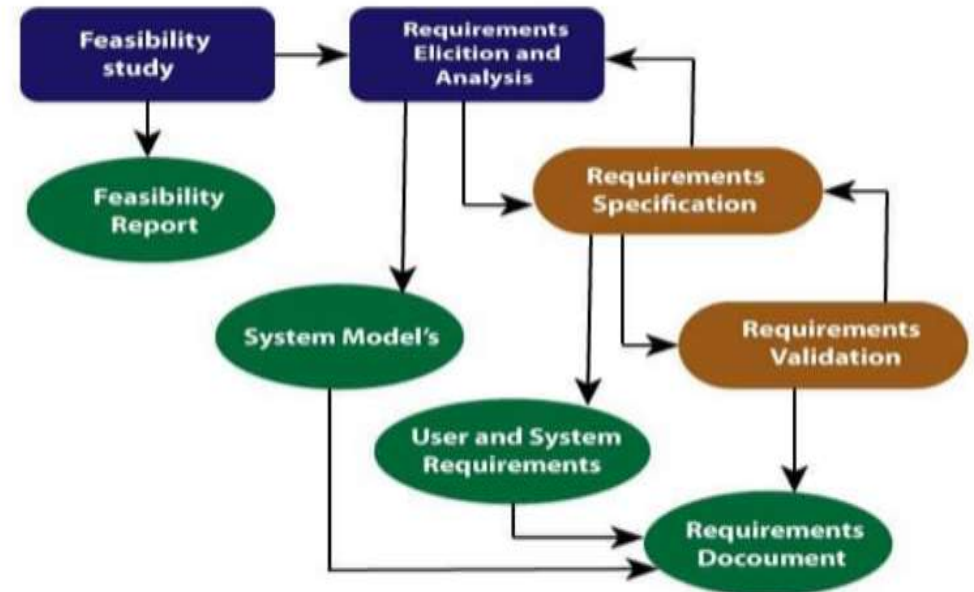 Feasibility
study
Requirements
Elicition and
Analysis
Feasibility
Report
Requirements
Specification
System Model's
Requirements
Validation
User and System
Requirements
Requirements
Docoument